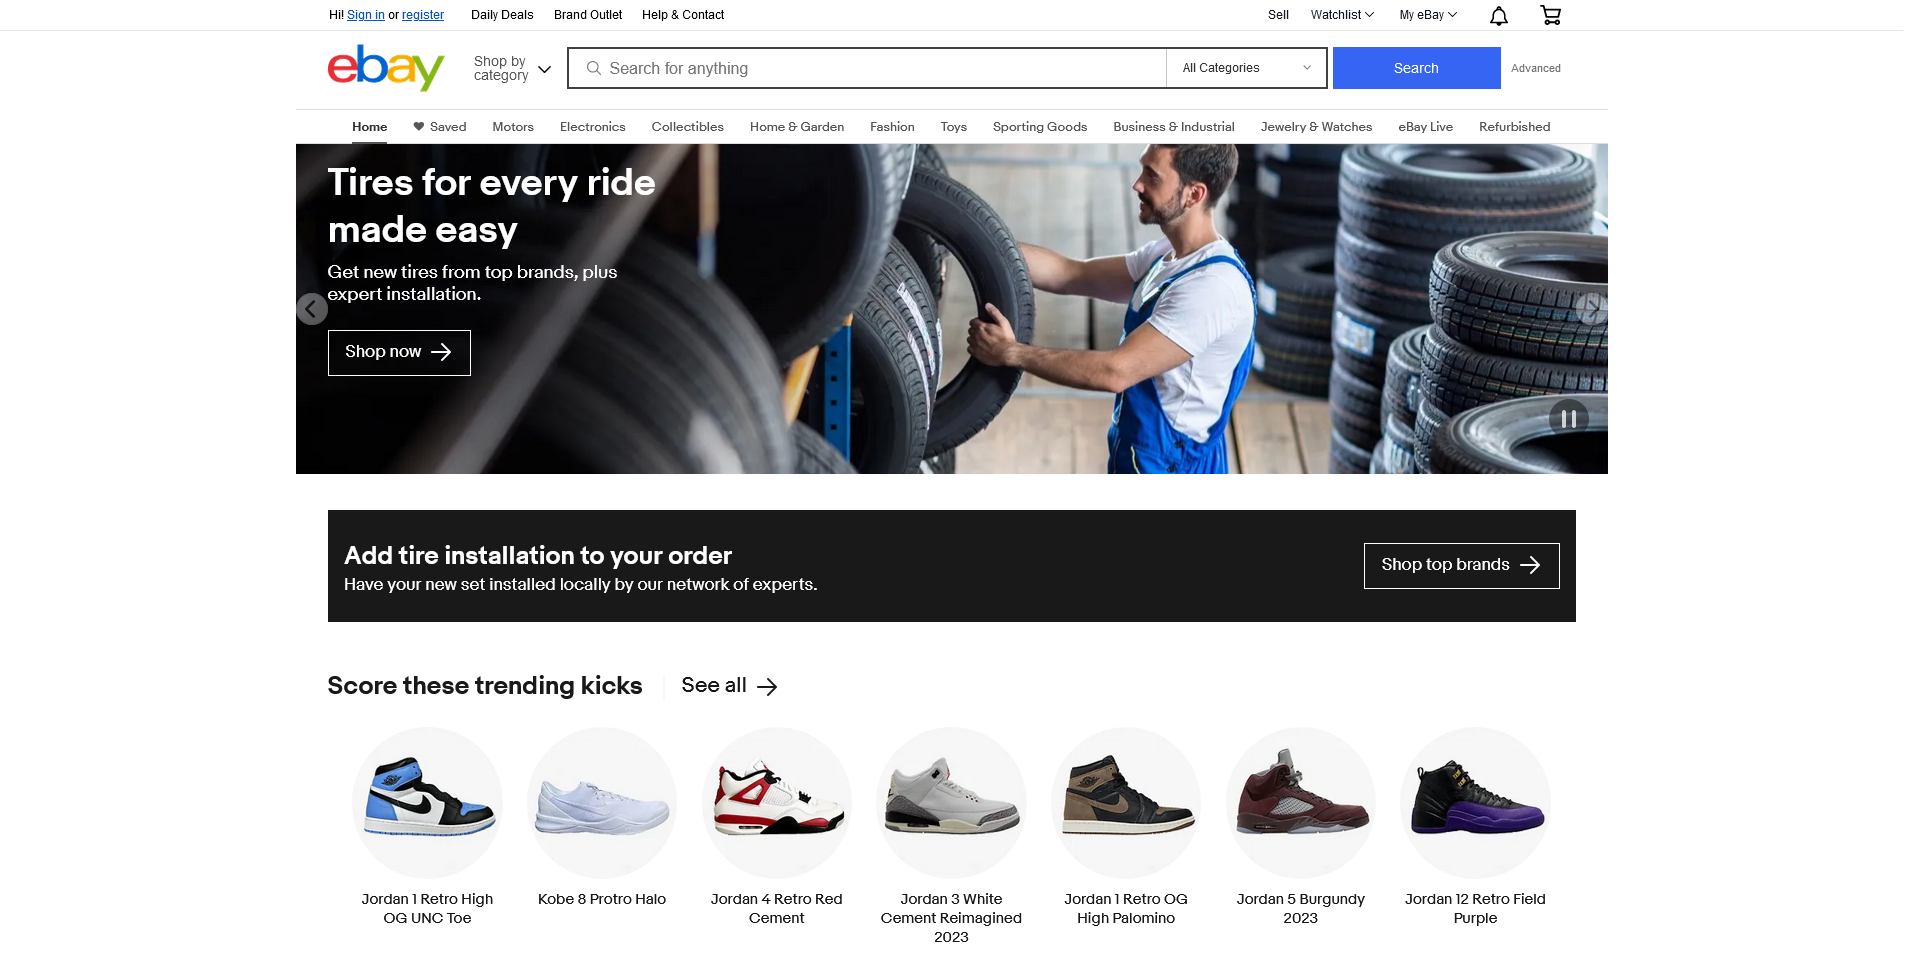 Hi! Sign in or register Daily Deals Brand Outlet Help & Contact Sell Watchlist My eBay
ebay
Shop by
category
Search for anything
All Categories
Search
Advanced
Home Saved Motors Electronics Collectibles Home & Garden Fashion Toys Sporting Goods Business & Industrial Jewelry & Watches eBay Live Refurbished
Tires for every ride
made easy
Get new tires from top brands, plus
expert installation.
Shop now
Add tire installation to your order
Have your new set installed locally by our network of experts.
Shop top brands
Score these trending kicks See all
Jordan 1 Retro High
OG UNC Toe
Kobe 8 Protro Halo
Jordan 4 Retro Red
Cement
Jordan 3 White
Cement Reimagined
2023
Jordan 1 Retro OG
High Palomino
Jordan 5 Burgundy
2023
Jordan 12 Retro Field
Purple